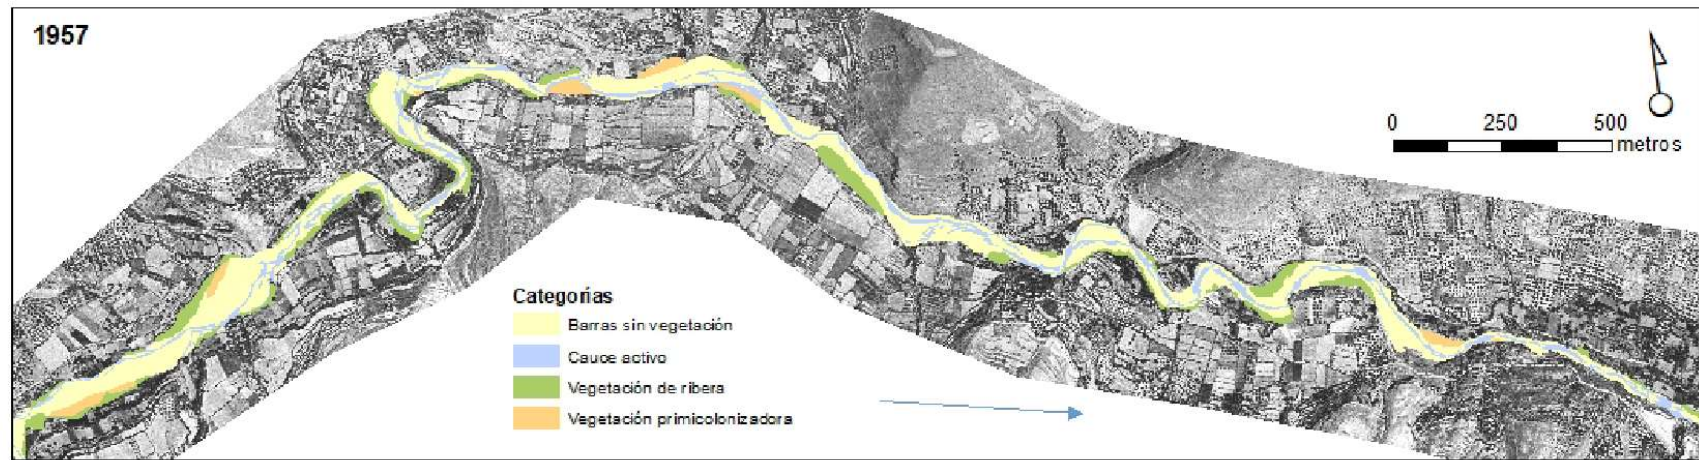 1957
0 250 500
metros
Categorías
Barras sin vegetación
Cauce activo
Vegetación de ribera
Vegetación primicolonizadora